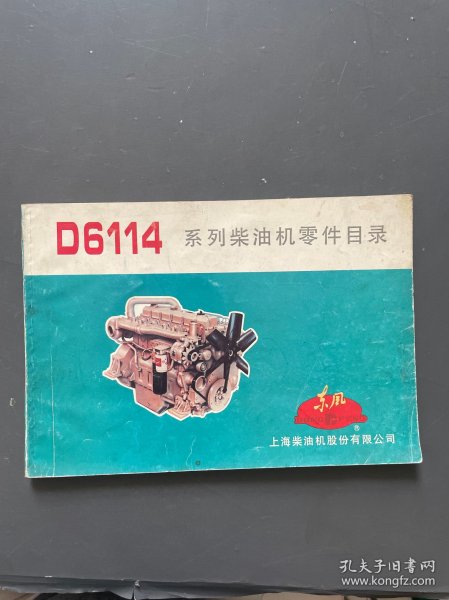 D6114 系列柴油机零件目录
东风
®
上海柴油机股份有限公司
孔夫子旧书网
www.kongfz.com